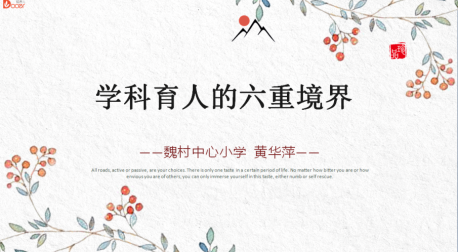 学科育人的六重境界
——魏村中心小学 黄华萍——
All roads, active or passive, are your choices. There is only one taste in a certain period of life. No matter how bitter you are or how
envious you are of others, you can only immerse yourself in this taste, either numb or self rescue.